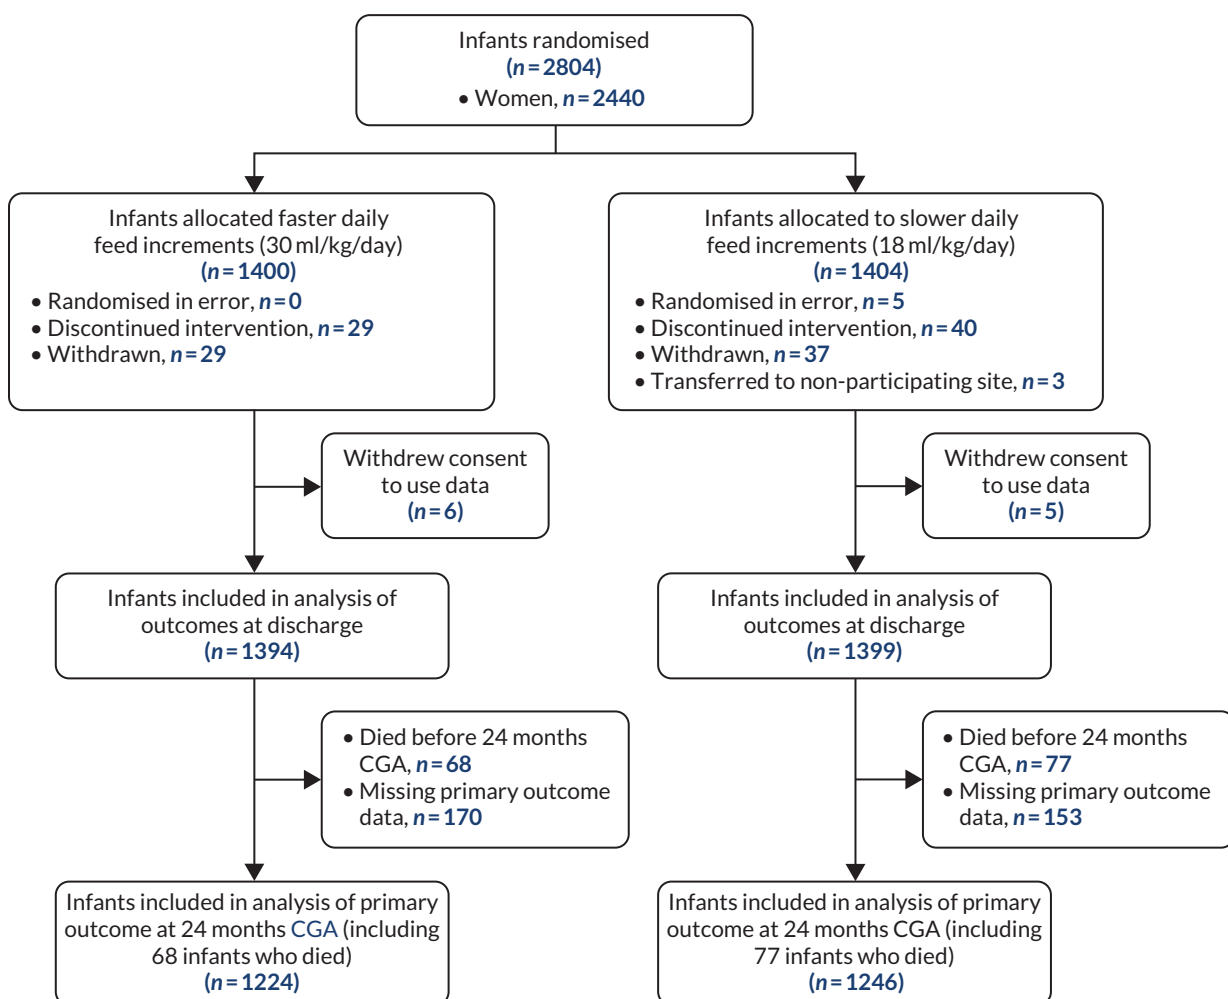 Infants randomised
(n=2804)
• Women, n=2440
Infants allocated faster daily
feed increments (30 ml/kg/day)
(n=1400)
• Randomised in error, n=0
• Discontinued intervention, n=29
• Withdrawn, n=29
Infants allocated to slower daily
feed increments (18 ml/kg/day)
(n=1404)
• Randomised in error, n=5
• Discontinued intervention, n=40
• Withdrawn, n=37
• Transferred to non-participating site, n=3
Withdrew consent
to use data
(n=6)
Withdrew consent
to use data
(n=5)
Infants included in analysis of
outcomes at discharge
(n=1394)
Infants included in analysis of
outcomes at discharge
(n=1399)
• Died before 24 months
CGA, n=68
• Missing primary outcome
data, n=170
• Died before 24 months
CGA, n=77
• Missing primary outcome
data, n=153
Infants included in analysis of primary
outcome at 24 months CGA (including
68 infants who died)
(n=1224)
Infants included in analysis of primary
outcome at 24 months CGA (including
77 infants who died)
(n=1246)